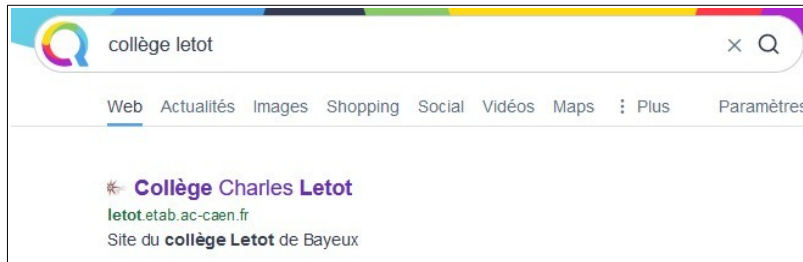 collège letot
Web Actualités Images Shopping Social Vidéos Maps Plus Paramètres
Collège Charles Letot
letot.etab.ac-caen.fr
Site du collège Letot de Bayeux